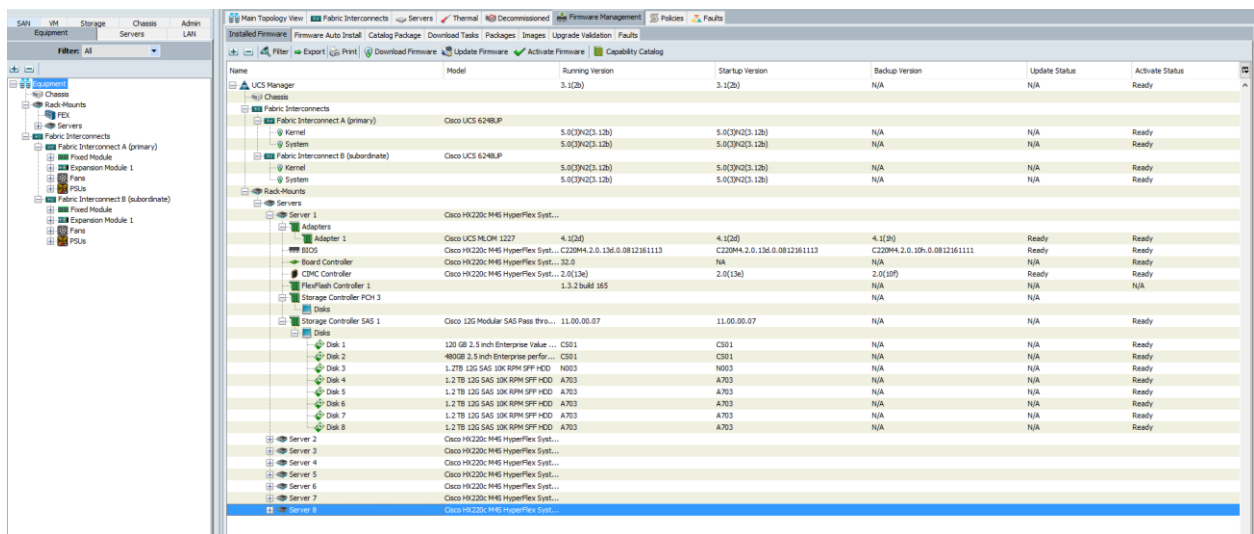 SAN VM Storage Chassis Admin
Equipment Servers LAN
Filter: All
Equipment
Chassis
Rack-Mounts
FEX
Servers
Fabric Interconnects
Fabric Interconnect A (primary)
Fixed Module
Expansion Module 1
Fans
PSUs
Fabric Interconnect B (subordinate)
Fixed Module
Expansion Module 1
Fans
PSUs
Main Topology View Fabric Interconnects Servers Thermal Decommissioned Firmware Management Policies Faults
Installed Firmware Firmware Auto Install Catalog Package Download Tasks Packages Images Upgrade Validation Faults
Filter Export Print Download Firmware Update Firmware Activate Firmware Capability Catalog
Name Model Running Version Startup Version Backup Version Update Status Activate Status
UCS Manager 3.1(2b) 3.1(2b) N/A N/A Ready
Chassis
Fabric Interconnects
Fabric Interconnect A (primary) Cisco UCS 6248UP
Kernel 5.0(3)N2(3.12b) 5.0(3)N2(3.12b) N/A N/A Ready
System 5.0(3)N2(3.12b) 5.0(3)N2(3.12b) N/A N/A Ready
Fabric Interconnect B (subordinate) Cisco UCS 6248UP
Kernel 5.0(3)N2(3.12b) 5.0(3)N2(3.12b) N/A N/A Ready
System 5.0(3)N2(3.12b) 5.0(3)N2(3.12b) N/A N/A Ready
Rack-Mounts
Servers
Server 1 Cisco HX220c M4S HyperFlex Syst...
Adapters
Adapter 1 Cisco UCS MLOM 1227 4.1(2d) 4.1(2d) 4.1(1h) Ready Ready
BIOS Cisco HX220c M4S HyperFlex Syst... C220M4.2.0.13d.0.0812161113 C220M4.2.0.13d.0.0812161113 C220M4.2.0.10h.0.0812161111 Ready Ready
Board Controller Cisco HX220c M4S HyperFlex Syst... 32.0 NA N/A N/A Ready
CIMC Controller Cisco HX220c M4S HyperFlex Syst... 2.0(13e) 2.0(13e) 2.0(10f) Ready Ready
FlexFlash Controller 1 1.3.2 build 165 N/A N/A N/A
Storage Controller PCH 3 N/A N/A
Disks
Storage Controller SAS 1 Cisco 12G Modular SAS Pass thro... 11.00.00.07 11.00.00.07 N/A N/A Ready
Disks
Disk 1 120 GB 2.5 inch Enterprise Value ... CS01 CS01 N/A N/A Ready
Disk 2 480GB 2.5 inch Enterprise perfor... CS01 CS01 N/A N/A Ready
Disk 3 1.2TB 12G SAS 10K RPM SFF HDD N003 N003 N/A N/A Ready
Disk 4 1.2 TB 12G SAS 10K RPM SFF HDD A703 A703 N/A N/A Ready
Disk 5 1.2 TB 12G SAS 10K RPM SFF HDD A703 A703 N/A N/A Ready
Disk 6 1.2 TB 12G SAS 10K RPM SFF HDD A703 A703 N/A N/A Ready
Disk 7 1.2 TB 12G SAS 10K RPM SFF HDD A703 A703 N/A N/A Ready
Disk 8 1.2 TB 12G SAS 10K RPM SFF HDD A703 A703 N/A N/A Ready
Server 2 Cisco HX220c M4S HyperFlex Syst...
Server 3 Cisco HX220c M4S HyperFlex Syst...
Server 4 Cisco HX220c M4S HyperFlex Syst...
Server 5 Cisco HX220c M4S HyperFlex Syst...
Server 6 Cisco HX220c M4S HyperFlex Syst...
Server 7 Cisco HX220c M4S HyperFlex Syst...
Server 8 Cisco HX220c M4S HyperFlex Syst...